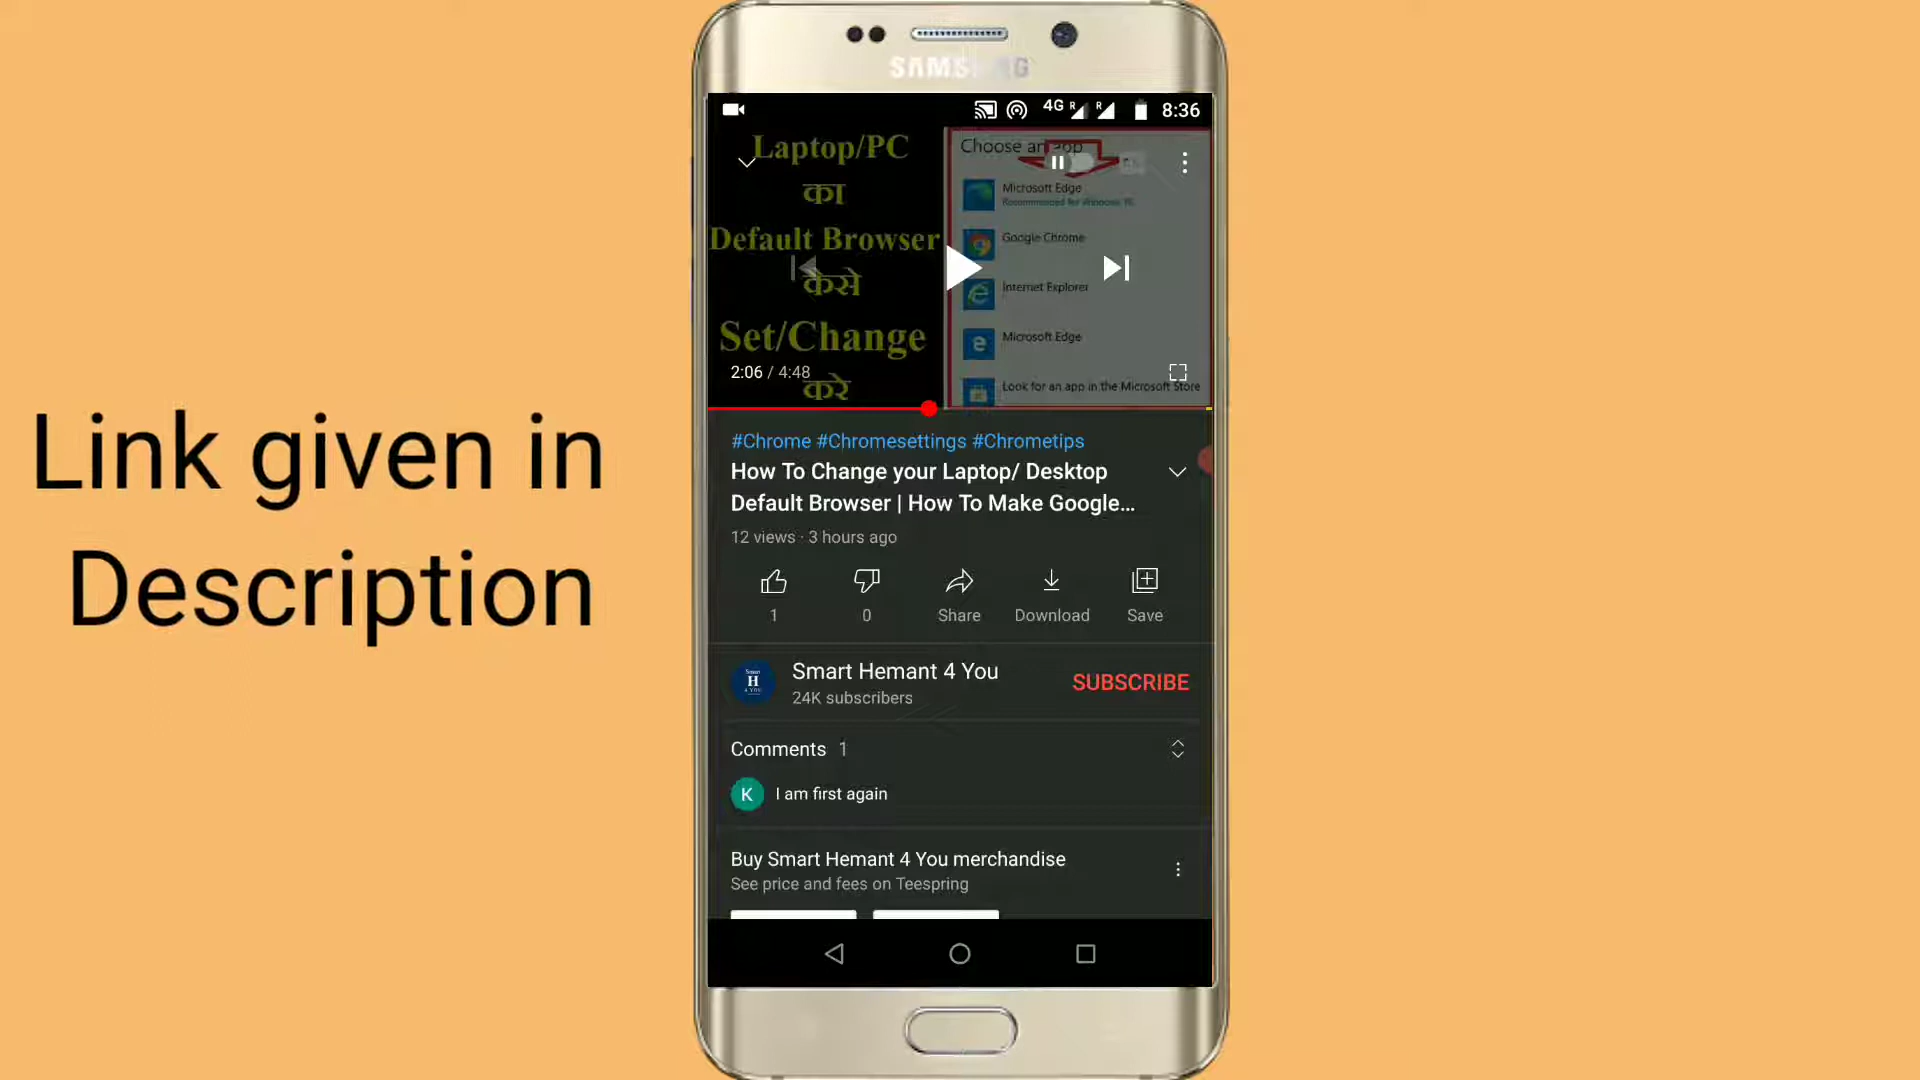 Link given in
Description
SAMSUNG
4G R R 8:36
Laptop/PC
का
Default Browser
केसे
Set/Change
करे
Choose an app
Microsoft Edge
Recommended for Windows 10
Google Chrome
Internet Explorer
Microsoft Edge
Look for an app in the Microsoft Store
2:06 / 4:48
#Chrome #Chromesettings #Chrometips
How To Change your Laptop/ Desktop
Default Browser | How To Make Google...
12 views · 3 hours ago
1 0 Share Download Save
Smart Hemant 4 You
24K subscribers
SUBSCRIBE
Smart
H
4 YOU
Comments 1
K I am first again
Buy Smart Hemant 4 You merchandise
See price and fees on Teespring